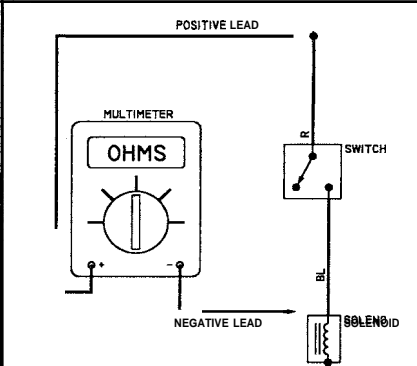 POSITIVE LEAD
MULTIMETER
OHMS
R
SWITCH
+
-
BL
NEGATIVE LEAD
SOLENOID